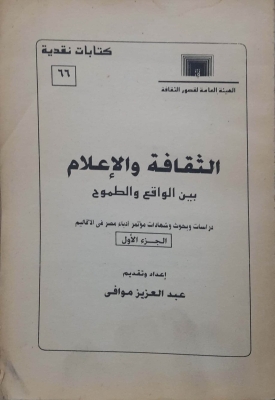 كتابات نقدية
٦٦
الهيئة العامة لقصور الثقافة
الثقافة والإعلام
بين الواقع والطموح
دراسات وبحوث وشهادات مؤتمر أدباء مصر فى الأقاليم
الجزء الأول
إعداد وتقديم
عبد العزيز موافى